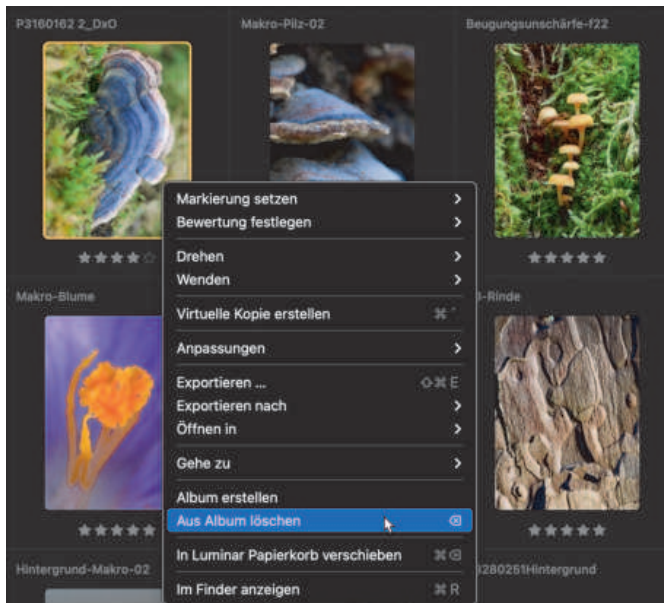 P3160162 2_DxO
Makro-Pilz-02
Beugungsunschärfe-f22
Markierung setzen
Bewertung festlegen
Drehen
Wenden
Makro-Blume
-Rinde
Virtuelle Kopie erstellen ⌘ '
Anpassungen
Exportieren ... ⇧⌘ E
Exportieren nach
Öffnen in
Gehe zu
Album erstellen
Aus Album löschen ⌫
In Luminar Papierkorb verschieben ⌘⌫
Hintergrund-Makro-02
280251Hintergrund
Im Finder anzeigen ⌘ R